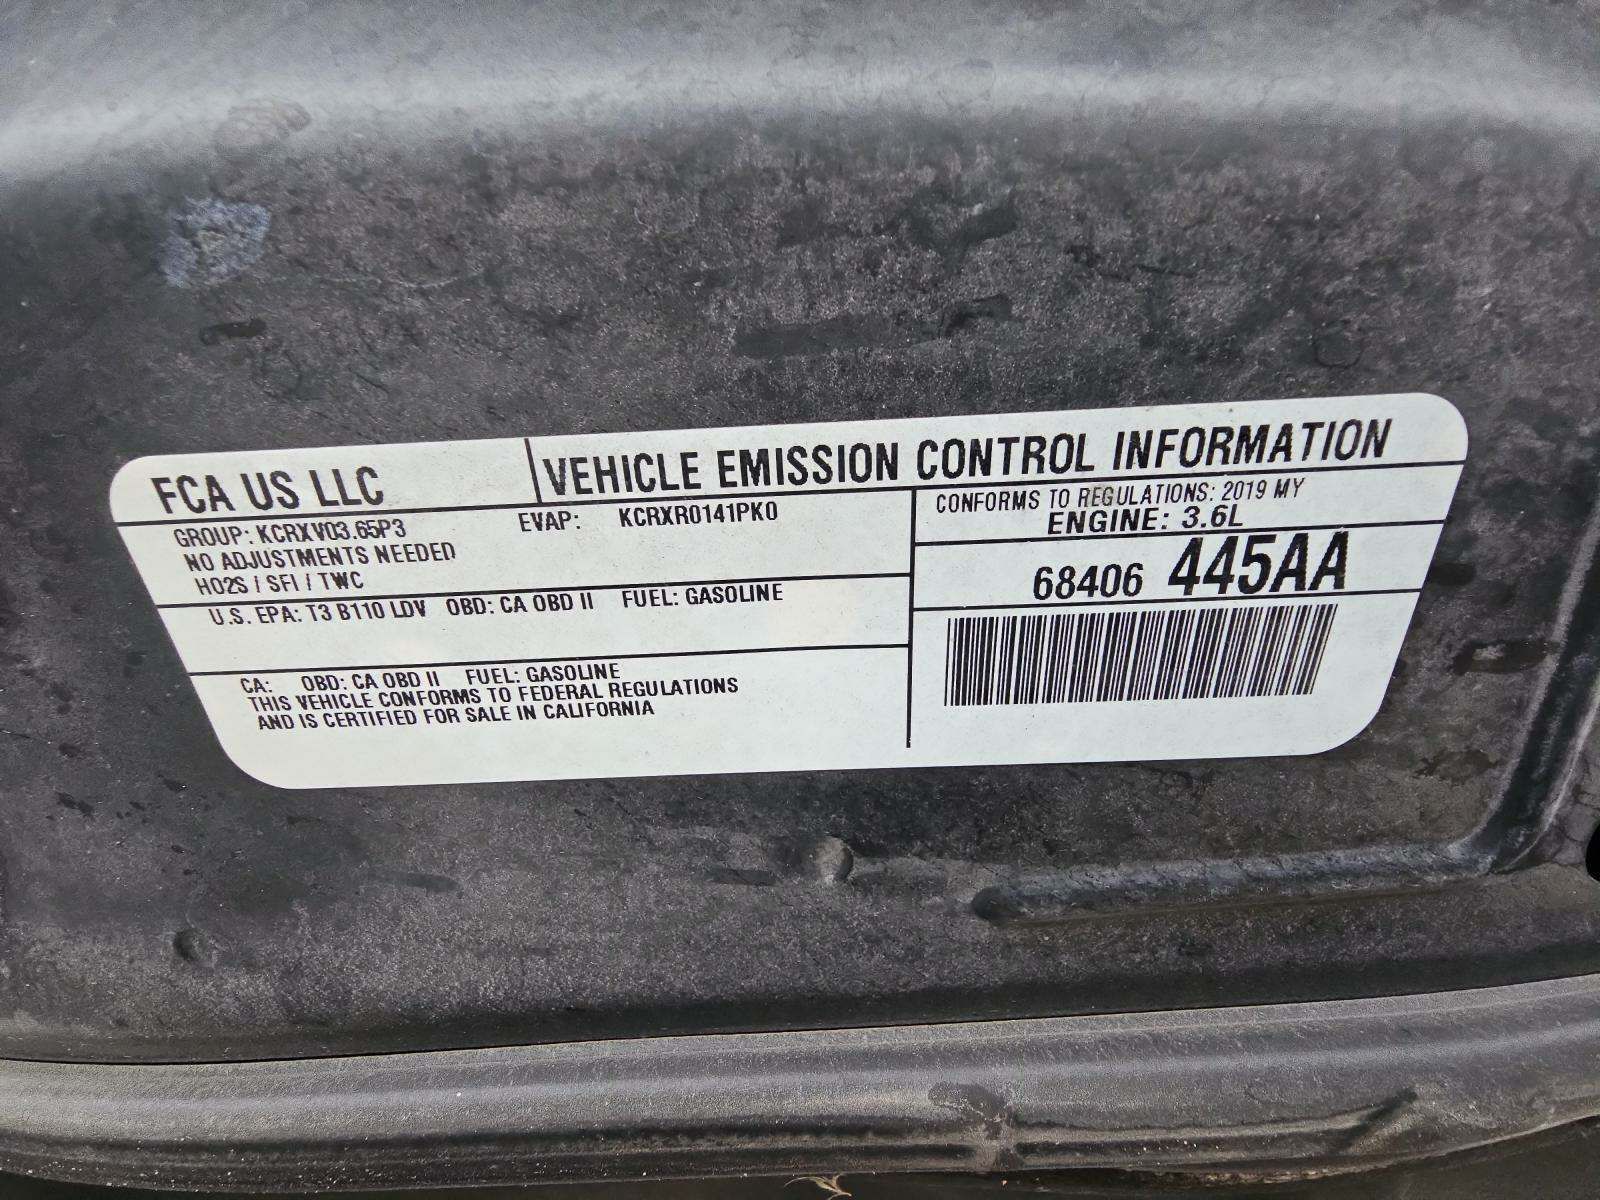 FCA US LLC
VEHICLE EMISSION CONTROL INFORMATION
GROUP: KCRXV03.65P3 EVAP: KCRXR0141PK0
NO ADJUSTMENTS NEEDED
HO2S / SFI / TWC
CONFORMS TO REGULATIONS: 2019 MY
ENGINE: 3.6L
68406 445AA
U.S. EPA: T3 B110 LDV OBD: CA OBD II FUEL: GASOLINE
CA: OBD: CA OBD II FUEL: GASOLINE
THIS VEHICLE CONFORMS TO FEDERAL REGULATIONS
AND IS CERTIFIED FOR SALE IN CALIFORNIA